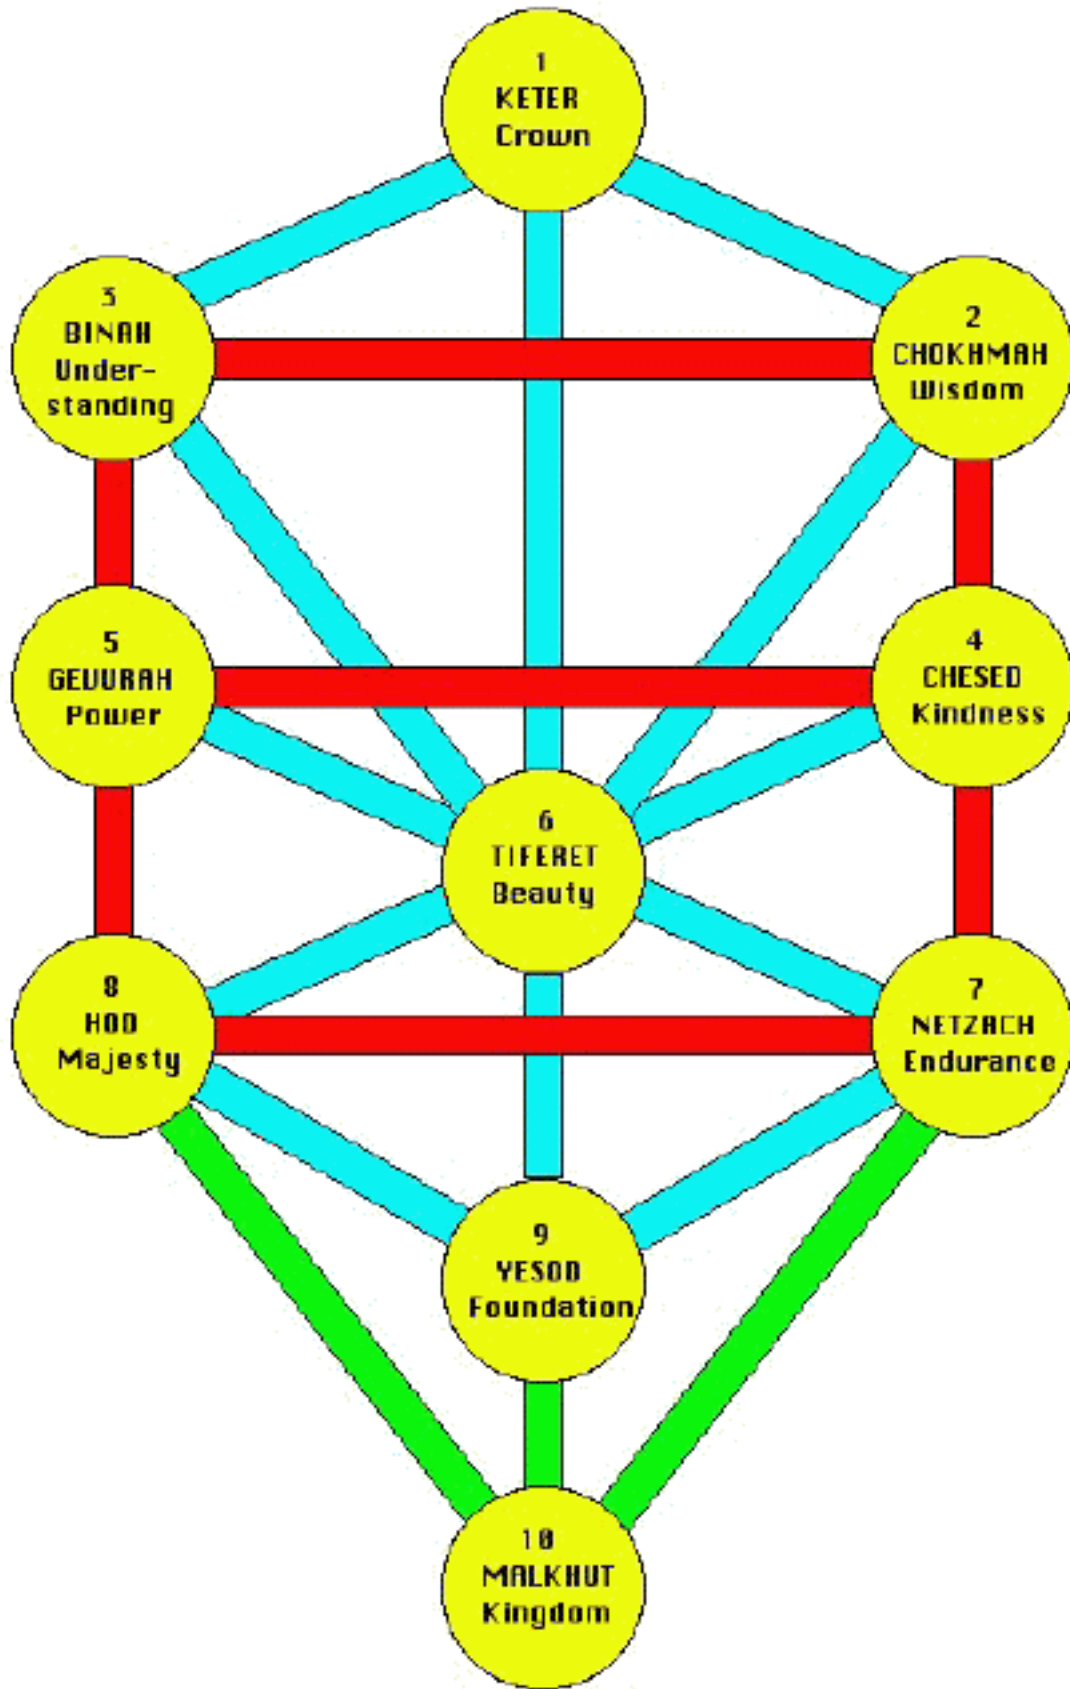 1
KETER
Crown
3
BINAH
Under-
standing
2
CHOKHMAH
Wisdom
5
GEVURAH
Power
4
CHESED
Kindness
6
TIFERET
Beauty
8
HOD
Majesty
7
NETZACH
Endurance
9
YESOD
Foundation
10
MALKHUT
Kingdom